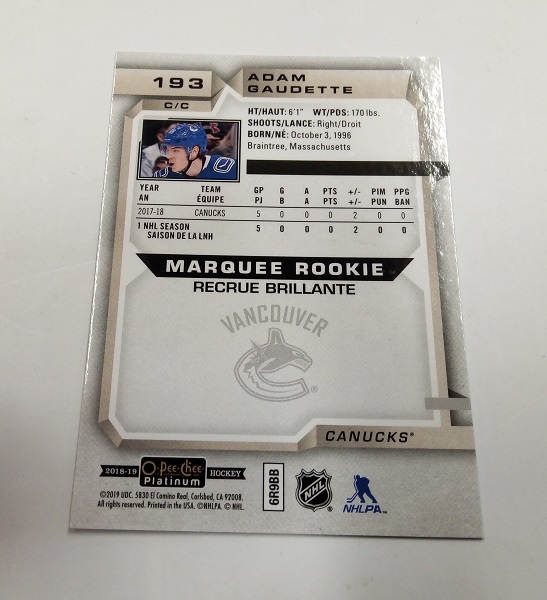 193
ADAM
GAUDETTE
C/C
HT/HAUT: 6'1" WT/PDS: 170 lbs.
SHOOTS/LANCE: Right/Droit
BORN/NÉ: October 3, 1996
Braintree, Massachusetts
YEAR TEAM GP G B PTS +/- PIM PPG
AN ÉQUIPE PJ A A PTS +/- PUN BAN
2017-18 CANUCKS 5 0 0 0 2 0 0
1 NHL SEASON 5 0 0 0 2 0 0
SAISON DE LA LNH
MARQUEE ROOKIE™
RECRUE BRILLANTE
VANCOUVER
®
CANUCKS®
2018-19 O-Pee-Chee Platinum HOCKEY
6R9BB
NHL
NHLPA™
©2019 UDC. 5830 El Camino Real, Carlsbad, CA 92008.
All rights reserved. Printed in the USA. ©NHLPA. © NHL.